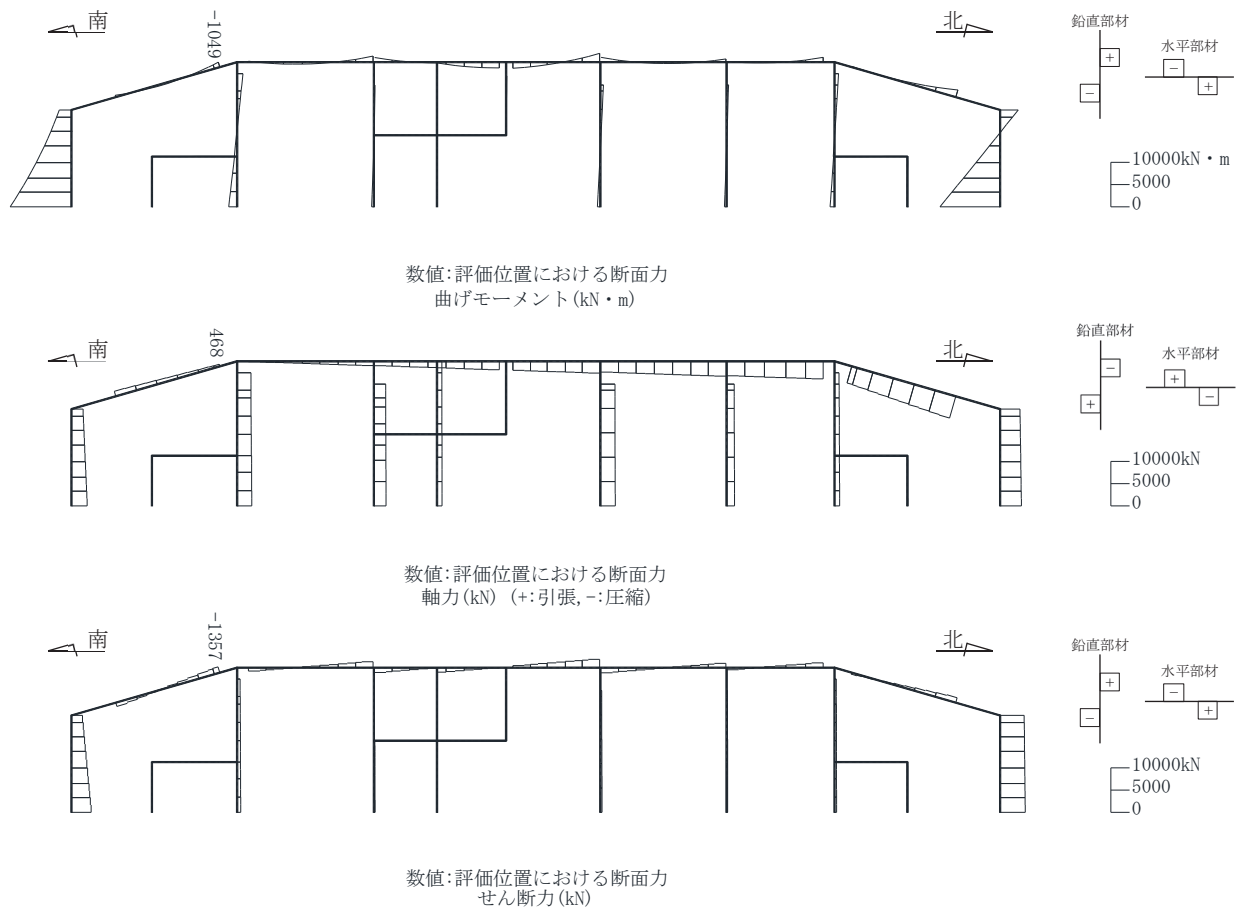 南
-1049
北
鉛直部材
+
-
水平部材
-
+
10000kN・m
5000
0
数値:評価位置における断面力
曲げモーメント(kN・m)
南
468
北
鉛直部材
-
+
水平部材
+
-
10000kN
5000
0
数値:評価位置における断面力
軸力(kN) (+:引張,-:圧縮)
南
-1357
北
鉛直部材
+
-
水平部材
-
+
10000kN
5000
0
数値:評価位置における断面力
せん断力(kN)